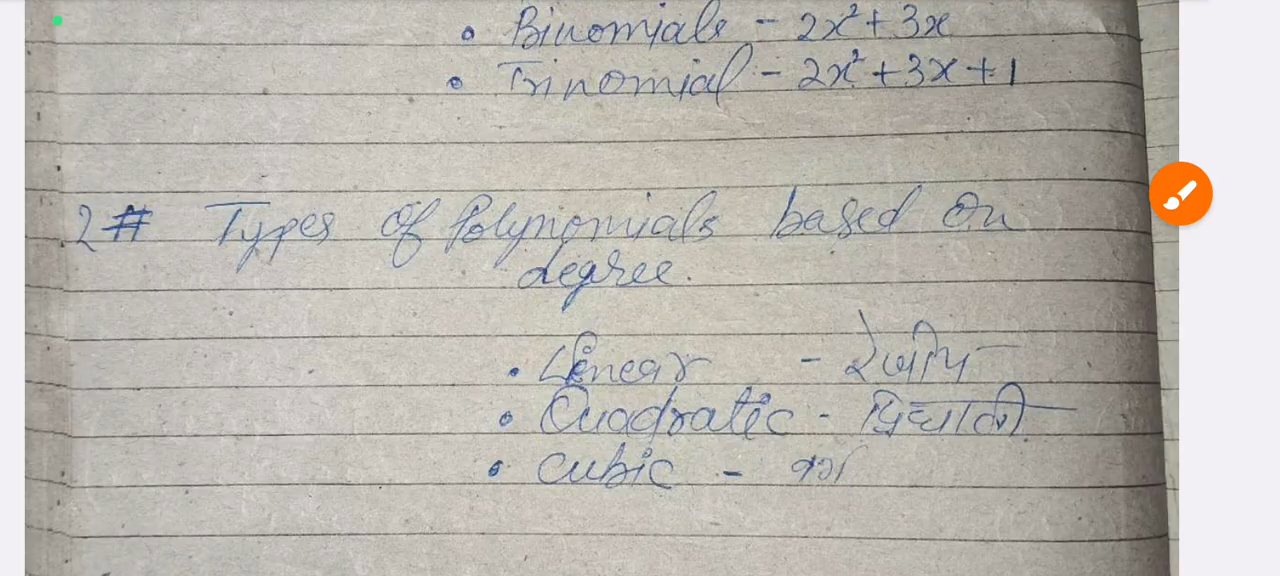 • Binomials - 2x² + 3x
• Trinomial - 2x² + 3x + 1
2 # Types Of Polynomials based On
degree.
• Linear - रेखीय
• Quadratic - द्विघाती
• Cubic -